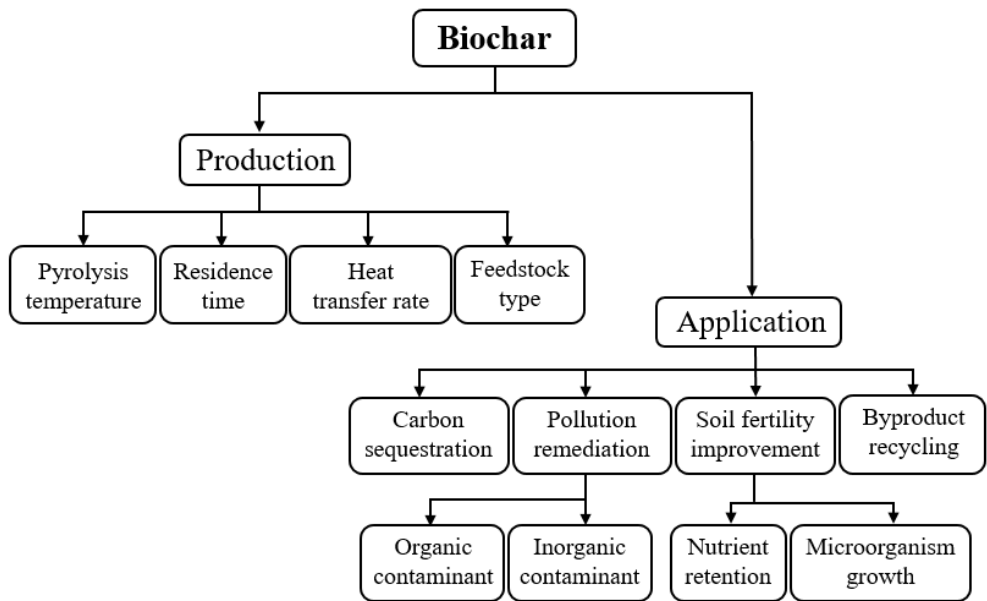 Biochar
Production
Pyrolysis
temperature
Residence
time
Heat
transfer rate
Feedstock
type
Application
Carbon
sequestration
Pollution
remediation
Soil fertility
improvement
Byproduct
recycling
Organic
contaminant
Inorganic
contaminant
Nutrient
retention
Microorganism
growth